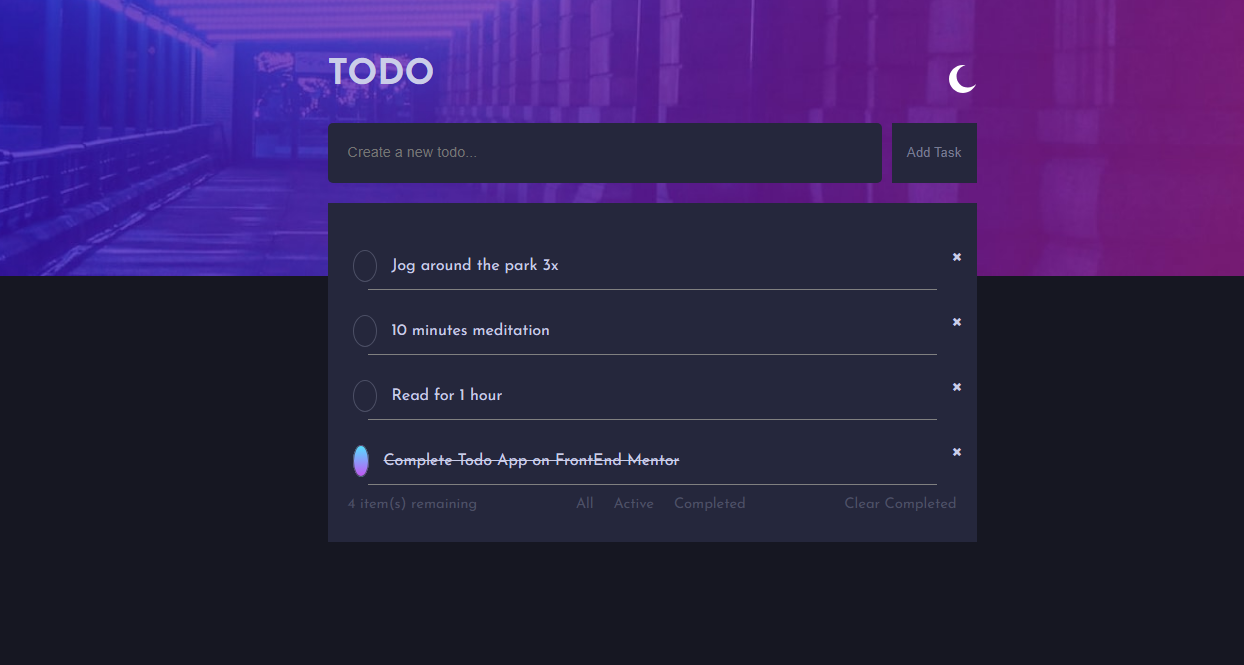 TODO
Create a new todo...
Add Task
Jog around the park 3x
10 minutes meditation
Read for 1 hour
Complete Todo App on FrontEnd Mentor
4 item(s) remaining All Active Completed Clear Completed